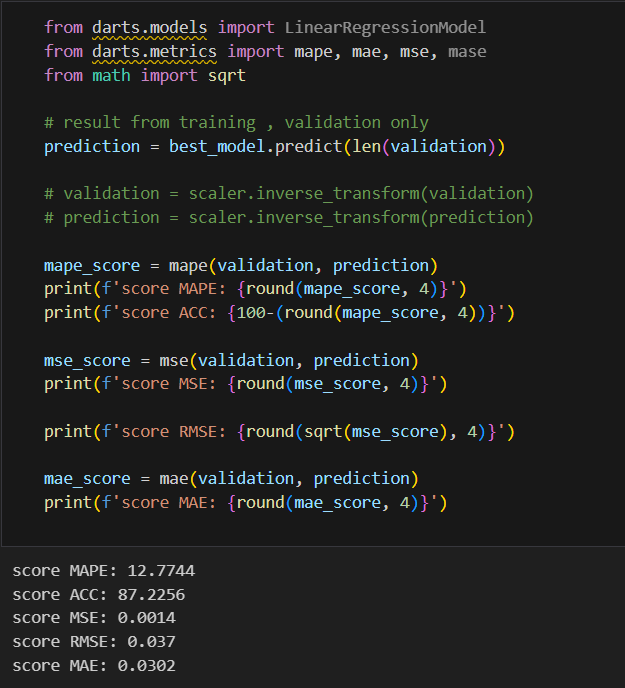 from darts.models import LinearRegressionModel
from darts.metrics import mape, mae, mse, mase
from math import sqrt
# result from training , validation only
prediction = best_model.predict(len(validation))
# validation = scaler.inverse_transform(validation)
# prediction = scaler.inverse_transform(prediction)
mape_score = mape(validation, prediction)
print(f'score MAPE: {round(mape_score, 4)}')
print(f'score ACC: {100-(round(mape_score, 4))}')
mse_score = mse(validation, prediction)
print(f'score MSE: {round(mse_score, 4)}')
print(f'score RMSE: {round(sqrt(mse_score), 4)}')
mae_score = mae(validation, prediction)
print(f'score MAE: {round(mae_score, 4)}')
score MAPE: 12.7744
score ACC: 87.2256
score MSE: 0.0014
score RMSE: 0.037
score MAE: 0.0302